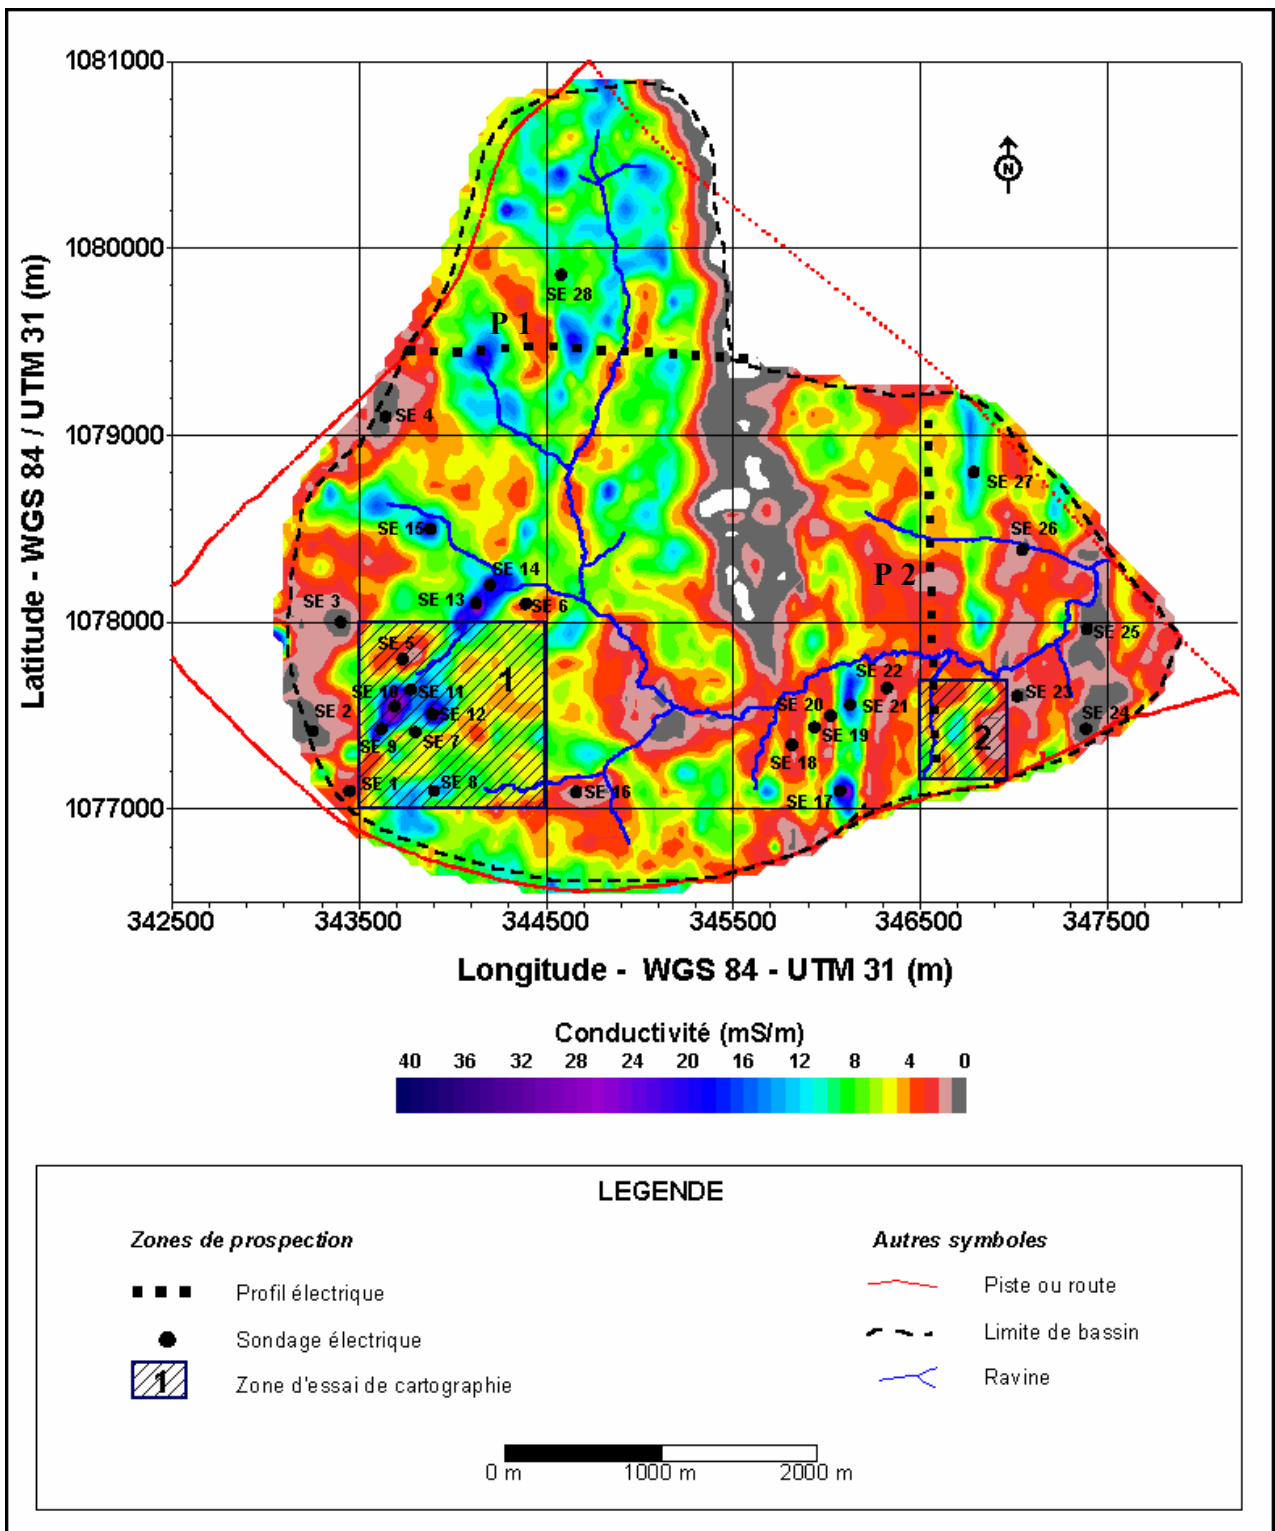 1081000
1080000
1079000
1078000
1077000
Latitude - WGS 84 / UTM 31 (m)
N
SE 28
P 1
SE 4
SE 27
SE 15
SE 26
SE 14
P 2
SE 13
SE 6
SE 3
SE 25
SE 5
SE 22
SE 10
SE 11
1
SE 23
SE 2
SE 12
SE 20
SE 21
SE 24
SE 9
SE 7
SE 19
2
SE 18
SE 1
SE 8
SE 16
SE 17
342500 343500 344500 345500 346500 347500
Longitude - WGS 84 - UTM 31 (m)
Conductivité (mS/m)
40 36 32 28 24 20 16 12 8 4 0
LEGENDE
Zones de prospection
Profil électrique
Sondage électrique
1
Zone d'essai de cartographie
Autres symboles
Piste ou route
Limite de bassin
Ravine
0 m 1000 m 2000 m